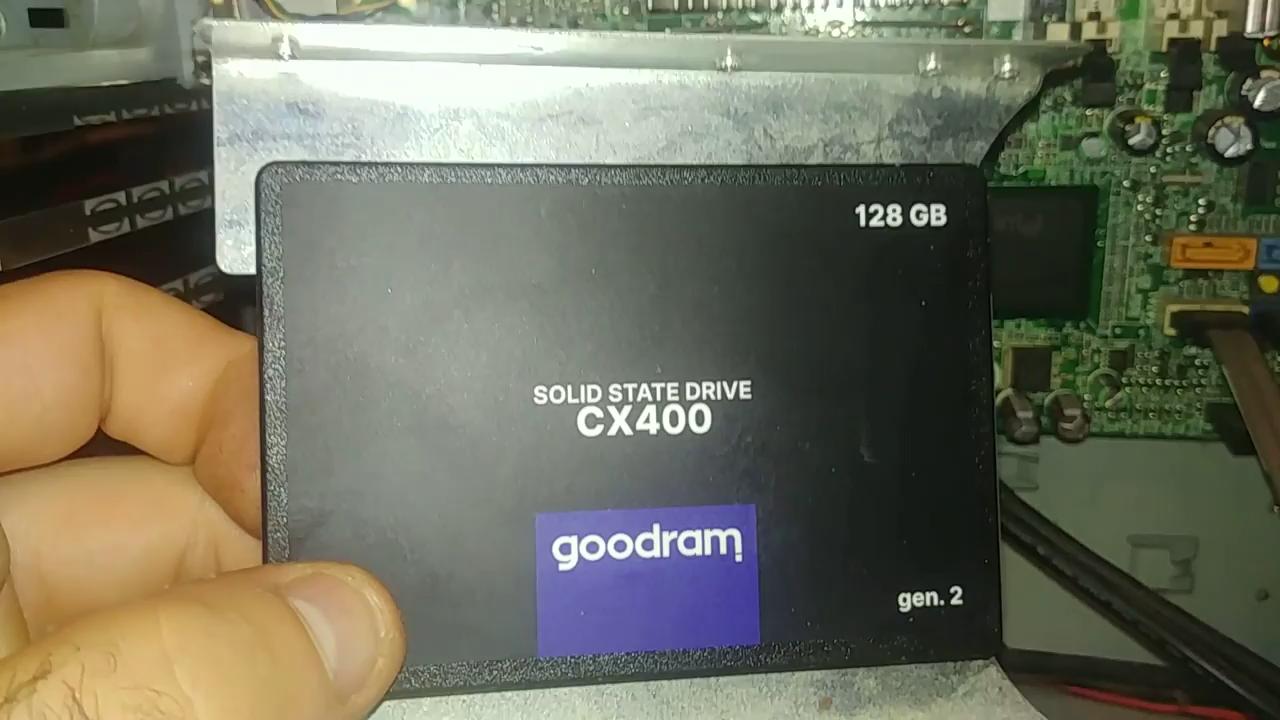 128 GB
SOLID STATE DRIVE
CX400
goodram
gen. 2